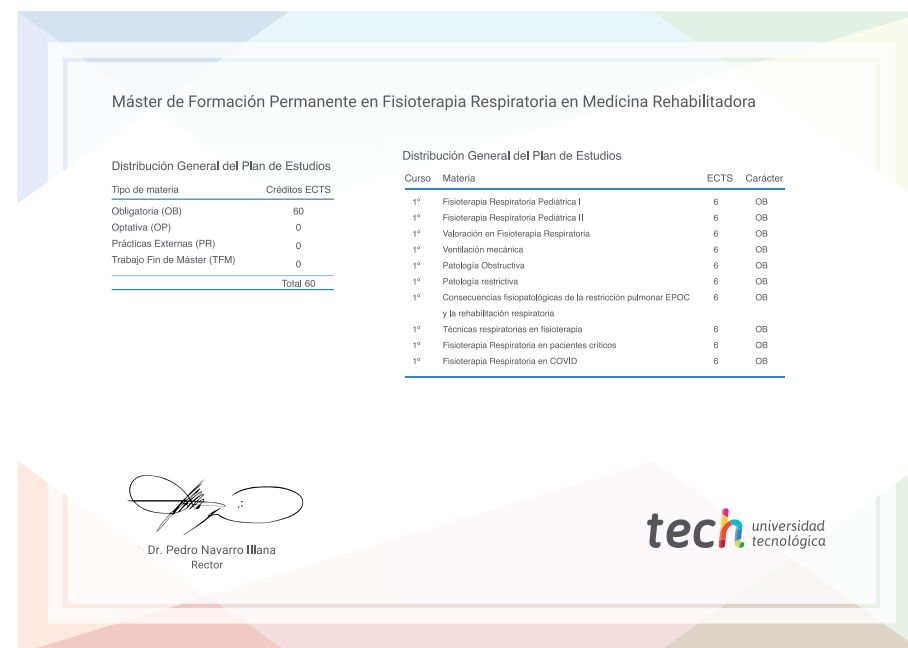 Máster de Formación Permanente en Fisioterapia Respiratoria en Medicina Rehabilitadora
Distribución General del Plan de Estudios
Tipo de materia Créditos ECTS
Obligatoria (OB) 60
Optativa (OP) 0
Prácticas Externas (PR) 0
Trabajo Fin de Máster (TFM) 0
Total 60
Distribución General del Plan de Estudios
Curso Materia ECTS Carácter
1º Fisioterapia Respiratoria Pediátrica I 6 OB
1º Fisioterapia Respiratoria Pediátrica II 6 OB
1º Valoración en Fisioterapia Respiratoria 6 OB
1º Ventilación mecánica 6 OB
1º Patología Obstructiva 6 OB
1º Patología restrictiva 6 OB
1º Consecuencias fisiopatológicas de la restricción pulmonar EPOC 6 OB
y la rehabilitación respiratoria
1º Técnicas respiratorias en fisioterapia 6 OB
1º Fisioterapia Respiratoria en pacientes críticos 6 OB
1º Fisioterapia Respiratoria en COVID 6 OB
Dr. Pedro Navarro Illana
Rector
tech universidad
tecnológica